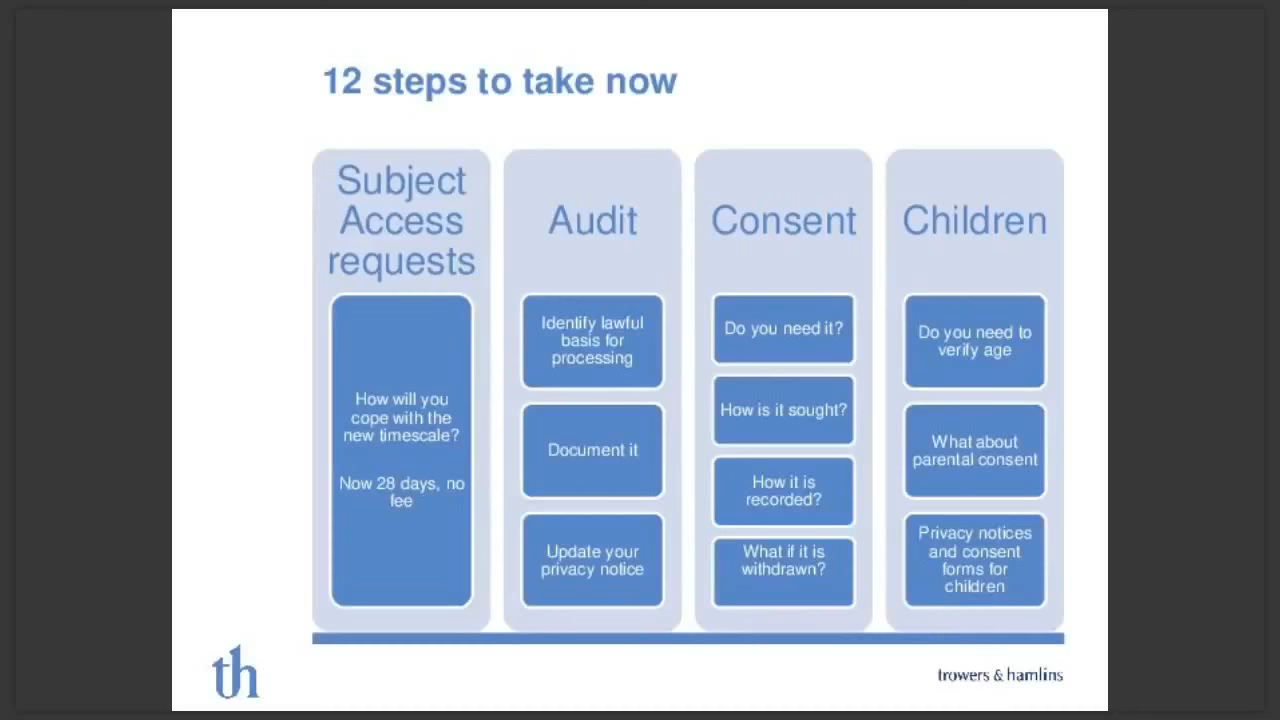 12 steps to take now
Subject
Access
requests
How will you
cope with the
new timescale?
Now 28 days, no
fee
Audit
Identify lawful
basis for
processing
Document it
Update your
privacy notice
Consent
Do you need it?
How is it sought?
How it is
recorded?
What if it is
withdrawn?
Children
Do you need to
verify age
What about
parental consent
Privacy notices
and consent
forms for
children
th
trowers & hamlins